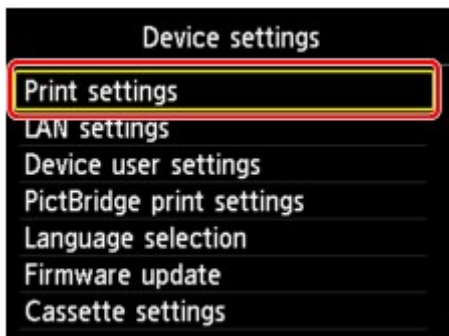 Device settings
Print settings
LAN settings
Device user settings
PictBridge print settings
Language selection
Firmware update
Cassette settings